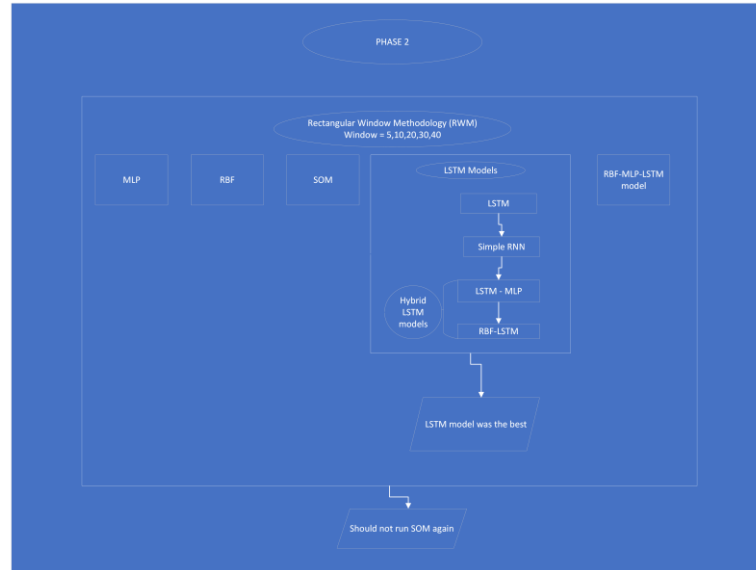 PHASE 2
Rectangular Window Methodology (RWM)
Window = 5,10,20,30,40
MLP
RBF
SOM
LSTM Models
RBF-MLP-LSTM
model
LSTM
Simple RNN
LSTM - MLP
Hybrid
LSTM
models
RBF-LSTM
LSTM model was the best
Should not run SOM again